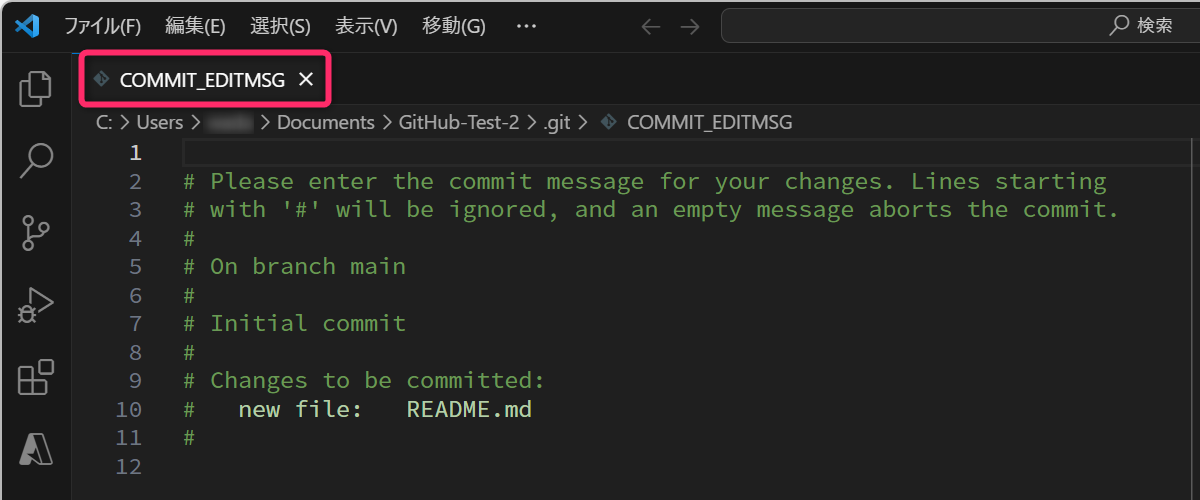 ファイル(F) 編集(E) 選択(S) 表示(V) 移動(G) ··· 検索
COMMIT_EDITMSG ×
C: > Users > > Documents > GitHub-Test-2 > .git > COMMIT_EDITMSG
1
2 # Please enter the commit message for your changes. Lines starting
3 # with '#' will be ignored, and an empty message aborts the commit.
4 #
5 # On branch main
6 #
7 # Initial commit
8 #
9 # Changes to be committed:
10 #   new file:   README.md
11 #
12